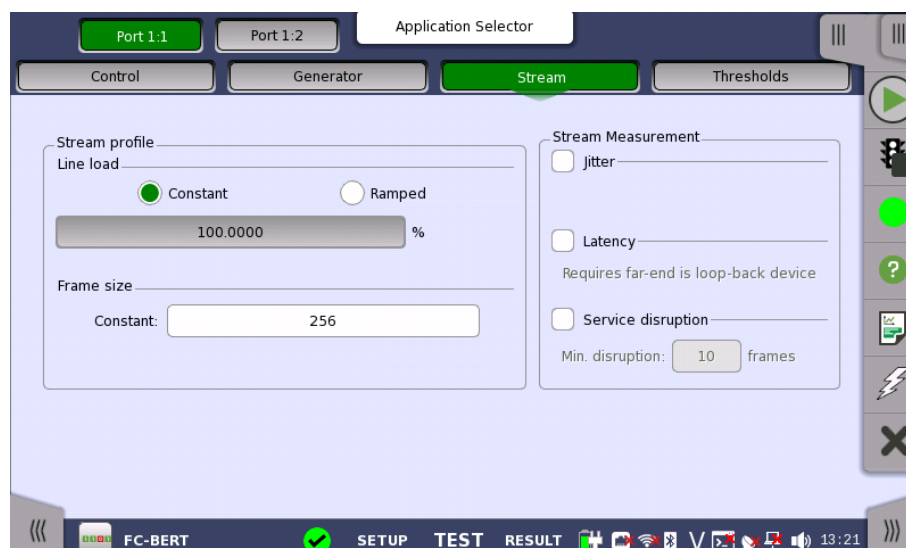 Port 1:1
Port 1:2
Application Selector
Control
Generator
Stream
Thresholds
Stream profile
Line load
Constant
Ramped
100.0000
%
Frame size
Constant:
256
Stream Measurement
Jitter
Latency
Requires far-end is loop-back device
Service disruption
Min. disruption:
10
frames
?
FC-BERT
SETUP
TEST
RESULT
V
13:21